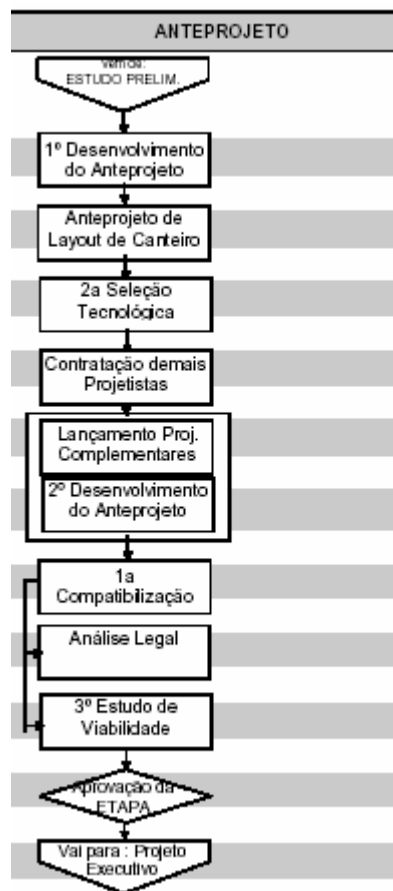 ANTEPROJETO
Vem de:
ESTUDO PRELIM.
1º Desenvolvimento
do Anteprojeto
Anteprojeto de
Layout de Canteiro
2a Seleção
Tecnológica
Contratação demais
Projetistas
Lançamento Proj.
Complementares
2º Desenvolvimento
do Anteprojeto
1a
Compatibilização
Análise Legal
3º Estudo de
Viabilidade
Aprovação da
ETAPA
Vai para : Projeto
Executivo